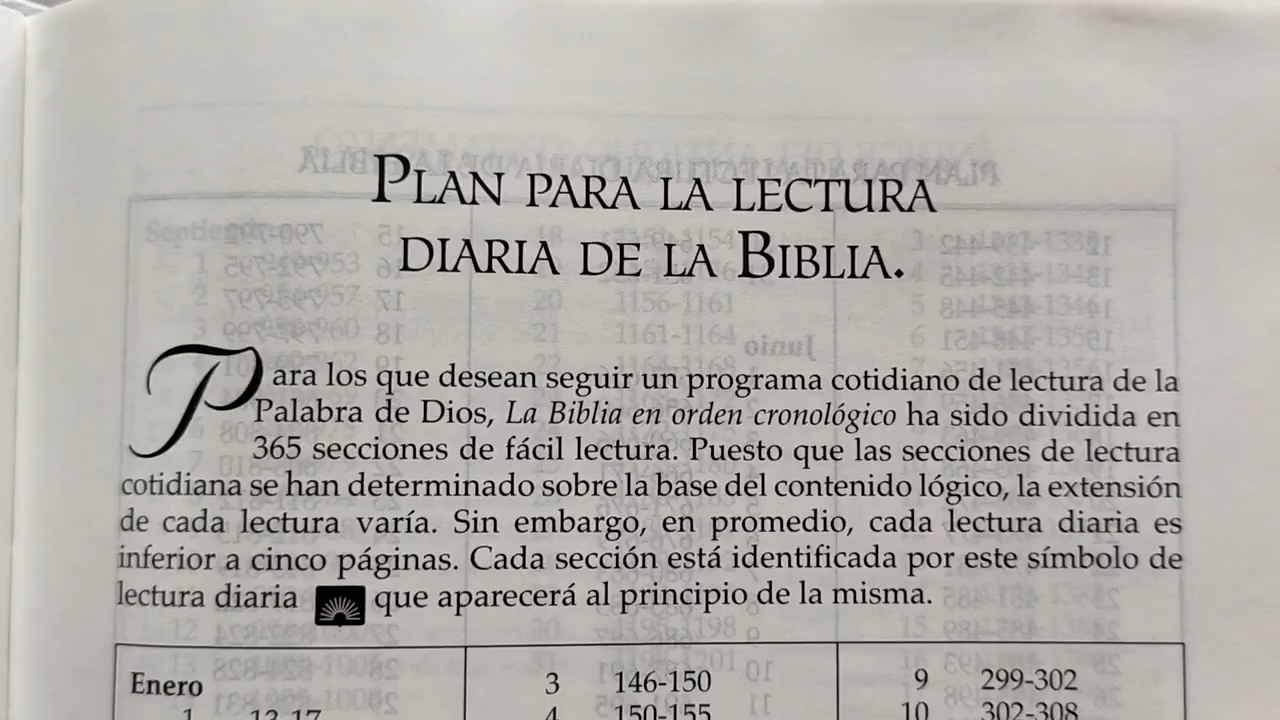 PLAN PARA LA LECTURA
DIARIA DE LA BIBLIA.
Para los que desean seguir un programa cotidiano de lectura de la
Palabra de Dios, La Biblia en orden cronológico ha sido dividida en
365 secciones de fácil lectura. Puesto que las secciones de lectura
cotidiana se han determinado sobre la base del contenido lógico, la extensión
de cada lectura varía. Sin embargo, en promedio, cada lectura diaria es
inferior a cinco páginas. Cada sección está identificada por este símbolo de
lectura diaria que aparecerá al principio de la misma.
Enero 3 146-150 9 299-302
1 13-17 4 150-155 10 302-308